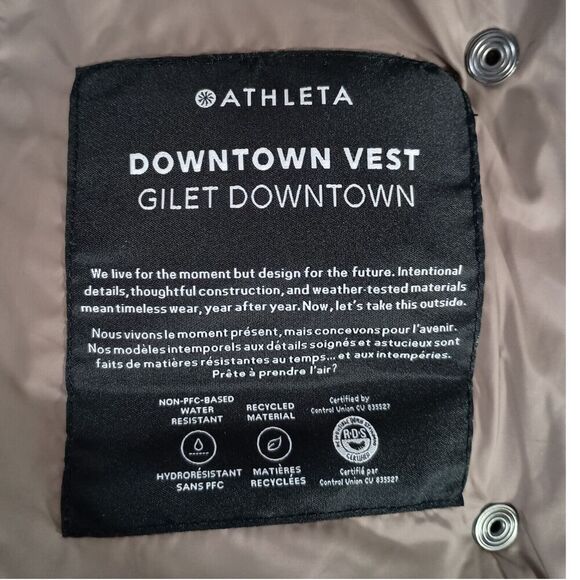 ATHLETA
DOWNTOWN VEST
GILET DOWNTOWN
We live for the moment but design for the future. Intentional
details, thoughtful construction, and weather-tested materials
mean timeless wear, year after year. Now, let's take this outside.
Nous vivons le moment présent, mais concevons pour l'avenir.
Nos modèles intemporels aux détails soignés et astucieux sont
faits de matières résistantes au temps... et aux intempéries.
Prête à prendre l'air?
NON-PFC-BASED
WATER
RESISTANT
HYDRORÉSISTANT
SANS PFC
RECYCLED
MATERIAL
MATIÈRES
RECYCLÉES
Certified by
Control Union CU 835527
RDS
CERTIFIED
Certifié par
Control Union CU 835527